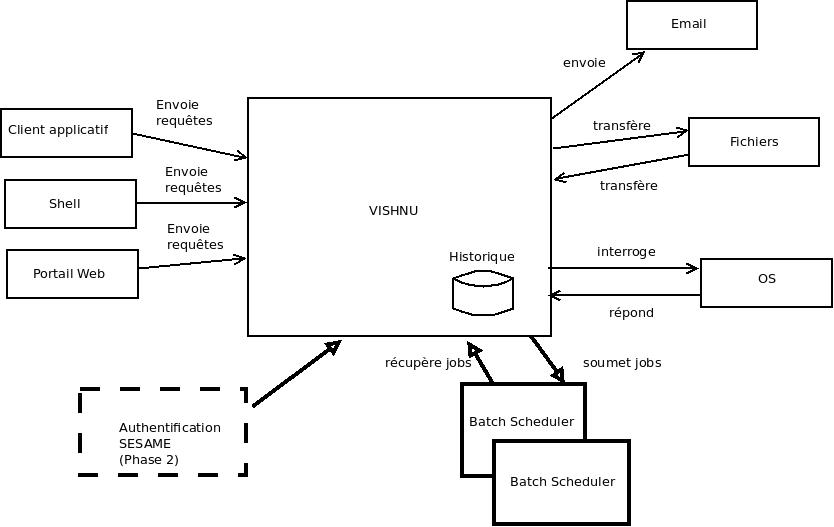 Email
envoie
Envoie
requêtes
Client applicatif
transfère
Fichiers
transfère
Envoie
requêtes
Shell
VISHNU
Envoie
requêtes
Portail Web
Historique
interroge
OS
répond
récupère jobs
soumet jobs
Authentification
SESAME
(Phase 2)
Batch Scheduler
Batch Scheduler